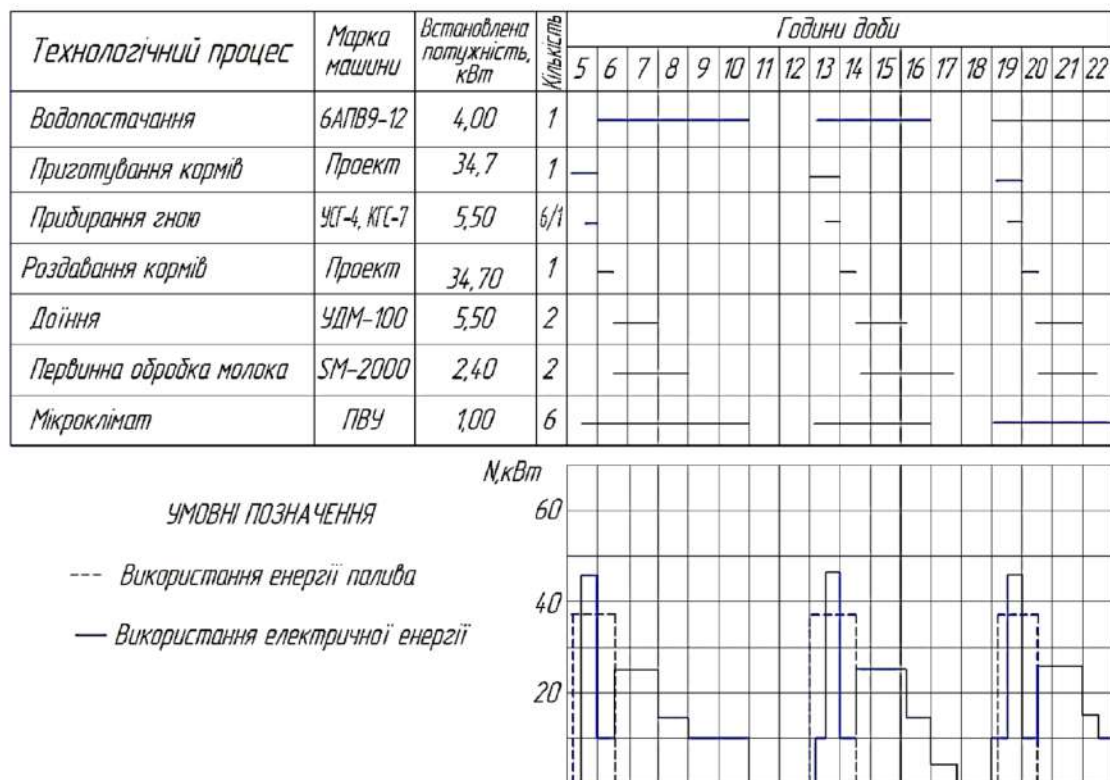 Технологічний процес
Марка машини
Встановлена потужність, кВт
Кількість
Години доби
5 6 7 8 9 10 11 12 13 14 15 16 17 18 19 20 21 22
Водопостачання 6АПВ9-12 4,00 1
Приготування кормів Проект 34,7 1
Прибирання гною УСГ-4, КГС-7 5,50 6/1
Роздавання кормів Проект 34,70 1
Доїння УДМ-100 5,50 2
Первинна обробка молока SM-2000 2,40 2
Мікроклімат ПВУ 1,00 6
N,кВт
УМОВНІ ПОЗНАЧЕННЯ
60
--- Використання енергії палива
40
— Використання електричної енергії
20